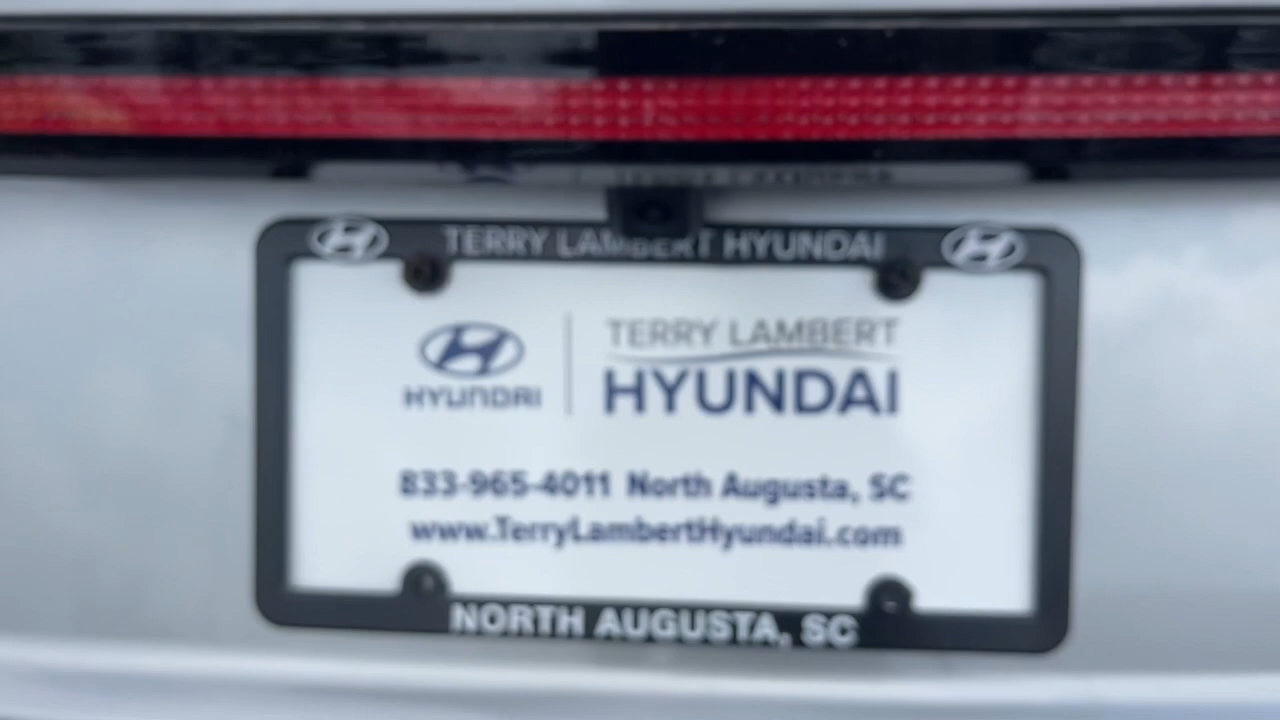 TERRY LAMBERT HYUNDAI
HYUNDAI
TERRY LAMBERT
HYUNDAI
833-965-4011 North Augusta, SC
www.TerryLambertHyundai.com
NORTH AUGUSTA, SC